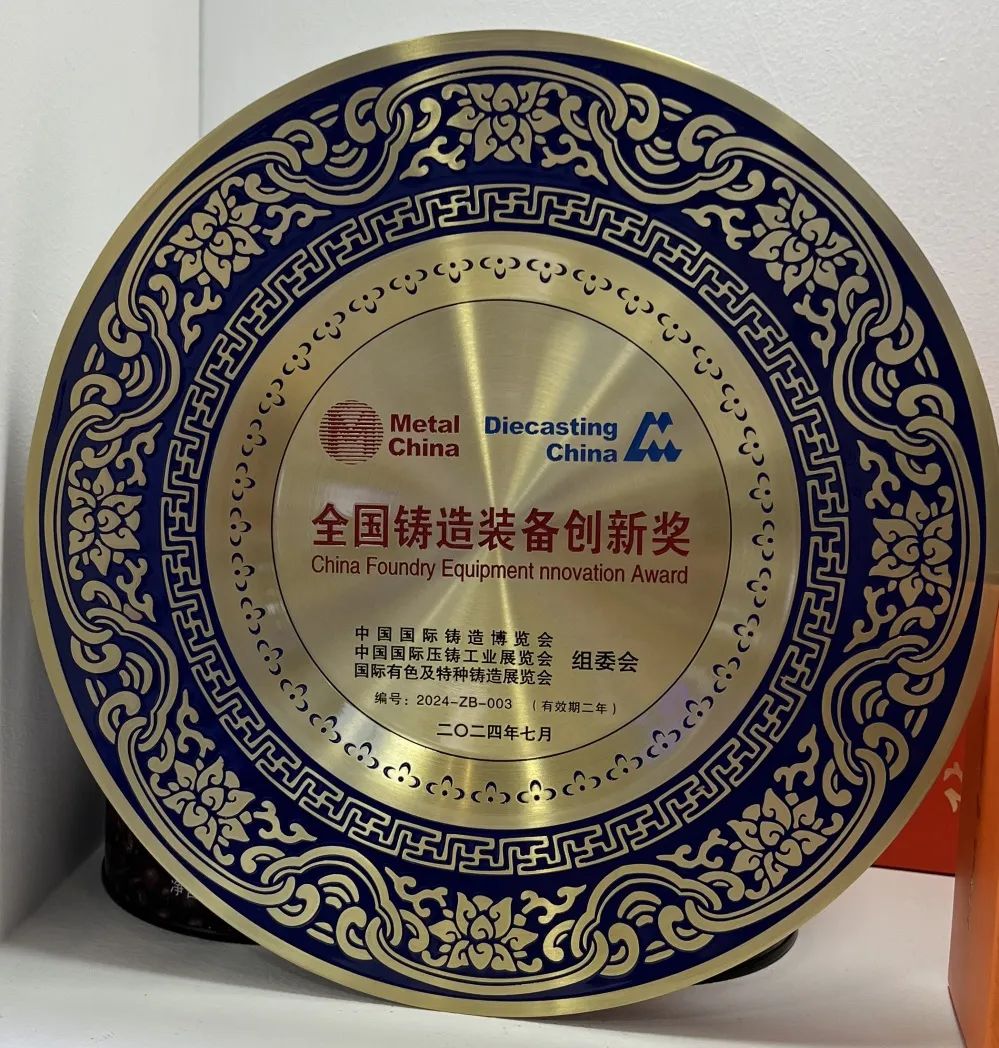 Metal
China
Diecasting
China
全国铸造装备创新奖
China Foundry Equipment nnovation Award
中国国际铸造博览会
中国国际压铸工业展览会
国际有色及特种铸造展览会
组委会
编号：2024-ZB-003 （有效期二年）
二〇二四年七月
净